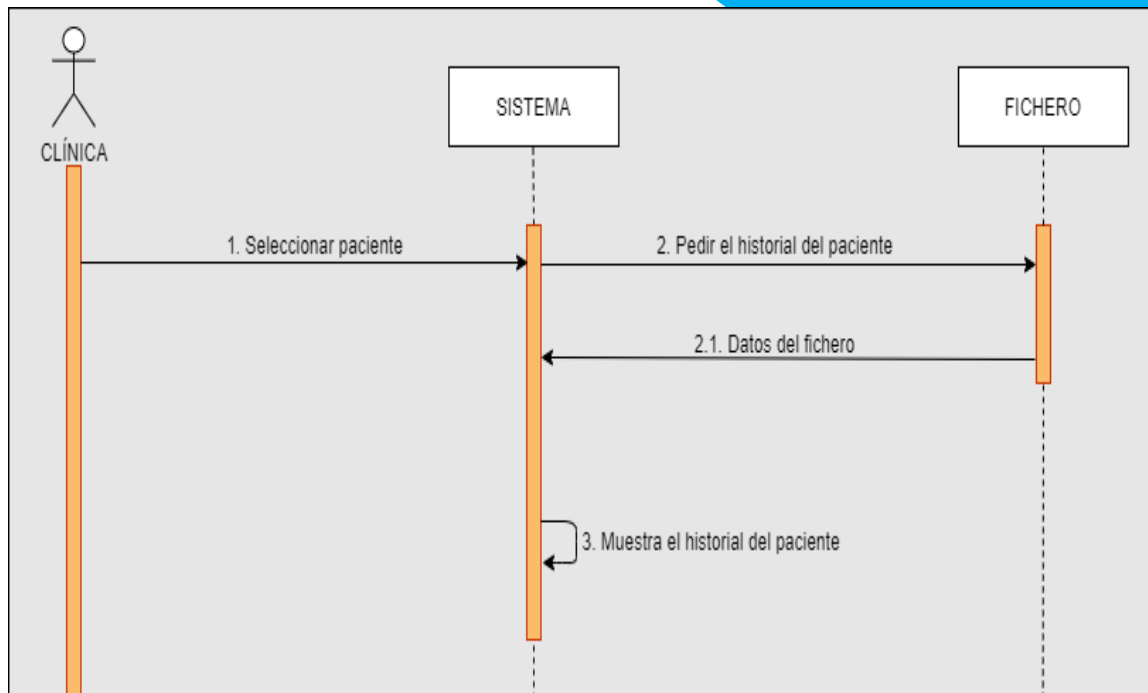 CLÍNICA
SISTEMA
FICHERO
1. Seleccionar paciente
2. Pedir el historial del paciente
2.1. Datos del fichero
3. Muestra el historial del paciente